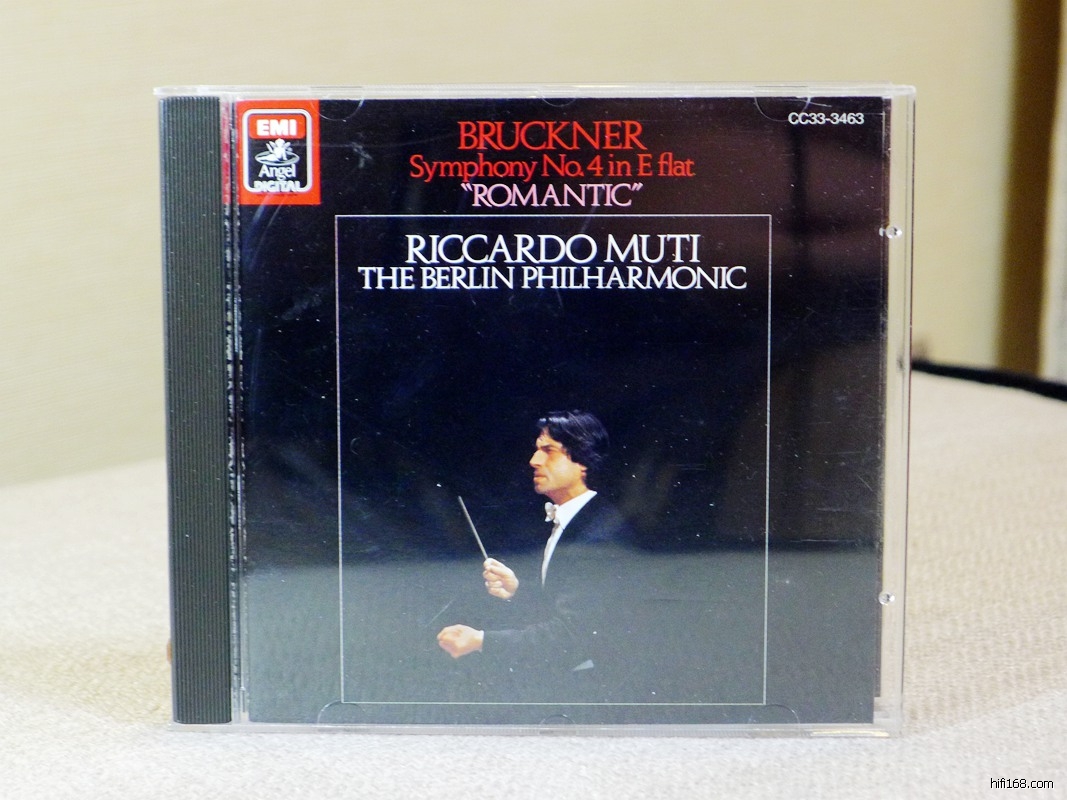 EMI
Angel
DIGITAL
CC33-3463
BRUCKNER
Symphony No. 4 in E flat
"ROMANTIC"
RICCARDO MUTI
THE BERLIN PHILHARMONIC
hifi168.com